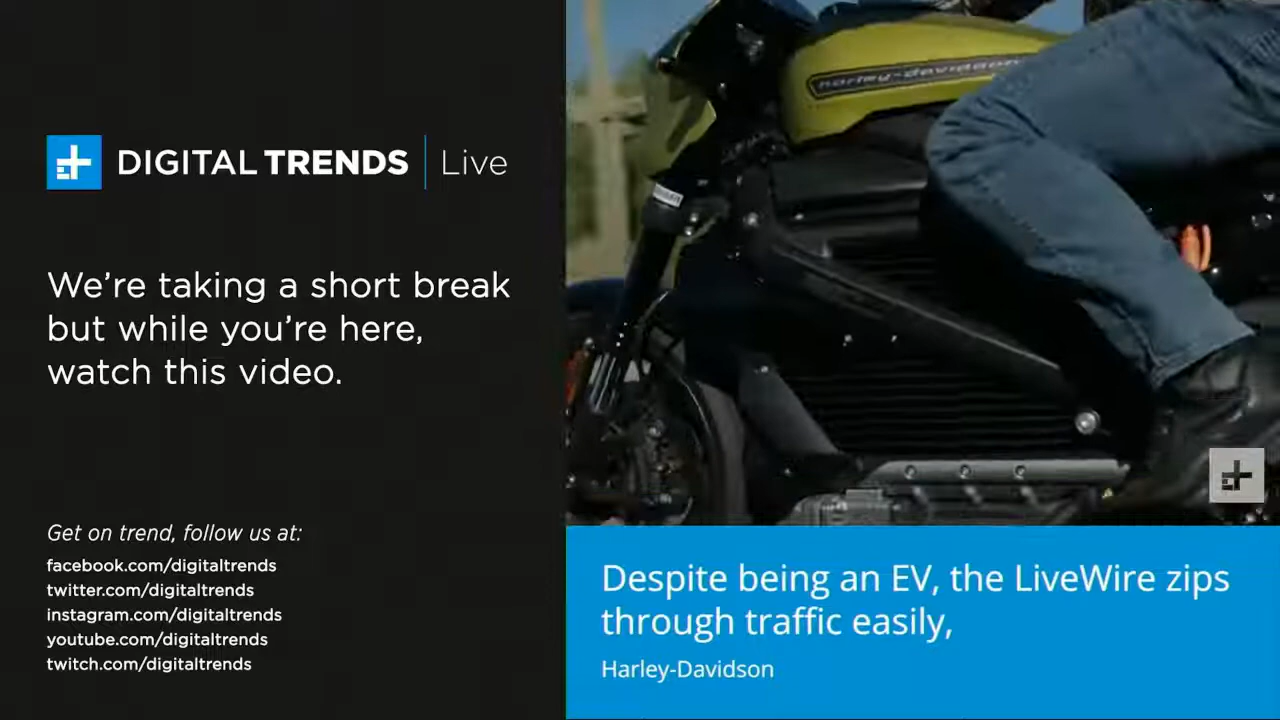 DIGITAL TRENDS Live
We're taking a short break
but while you're here,
watch this video.
Get on trend, follow us at:
facebook.com/digitaltrends
twitter.com/digitaltrends
instagram.com/digitaltrends
youtube.com/digitaltrends
twitch.com/digitaltrends
harley-davidson
Despite being an EV, the LiveWire zips
through traffic easily,
Harley-Davidson